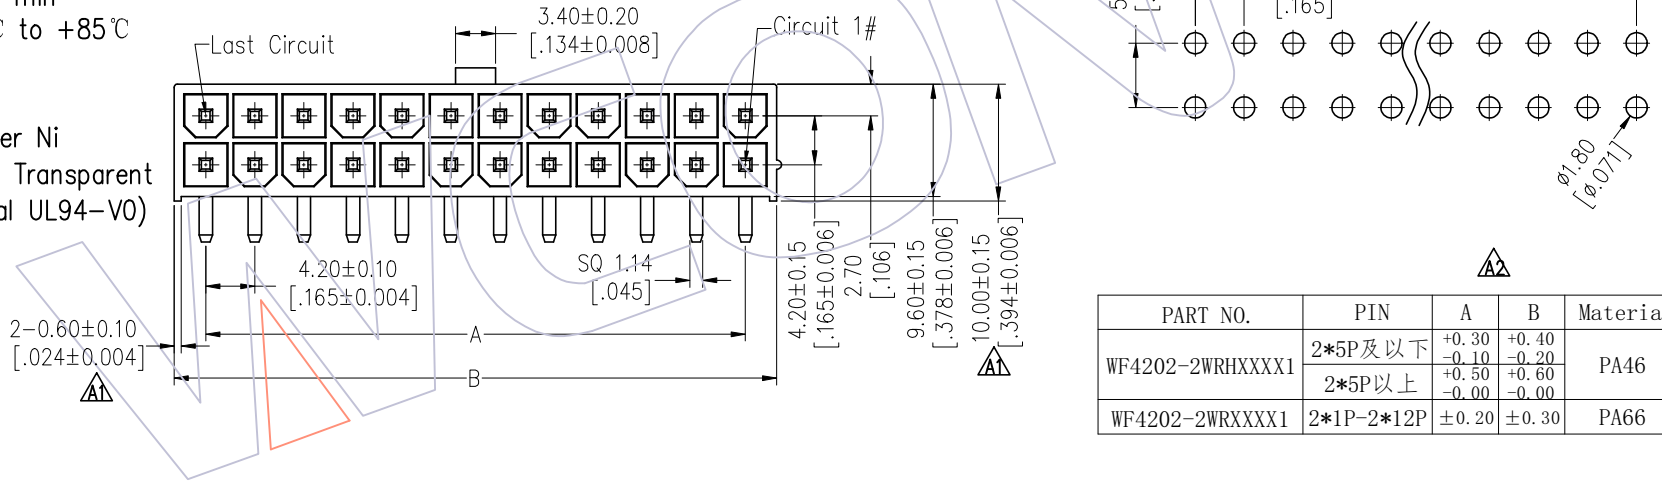 ℃ to +85℃
er Ni
Transparent
al UL94-V0)
Last Circuit
3.40±0.20
[.134±0.008]
Circuit 1#
4.20±0.10
[.165±0.004]
SQ 1.14
[.045]
2-0.60±0.10
[.024±0.004]
A1
A
B
4.20±0.15
[.165±0.006]
2.70
[.106]
9.60±0.15
[.378±0.006]
10.00±0.15
[.394±0.006]
A1
[.165]
ø1.80
[ø.071]
A2
PART NO. PIN A B Materia
WF4202-2WRHXXXX1 2*5P及以下 +0.30 -0.10 +0.40 -0.20 PA46
2*5P以上 +0.50 -0.00 +0.60 -0.00
WF4202-2WRXXXX1 2*1P-2*12P ±0.20 ±0.30 PA66
WCON